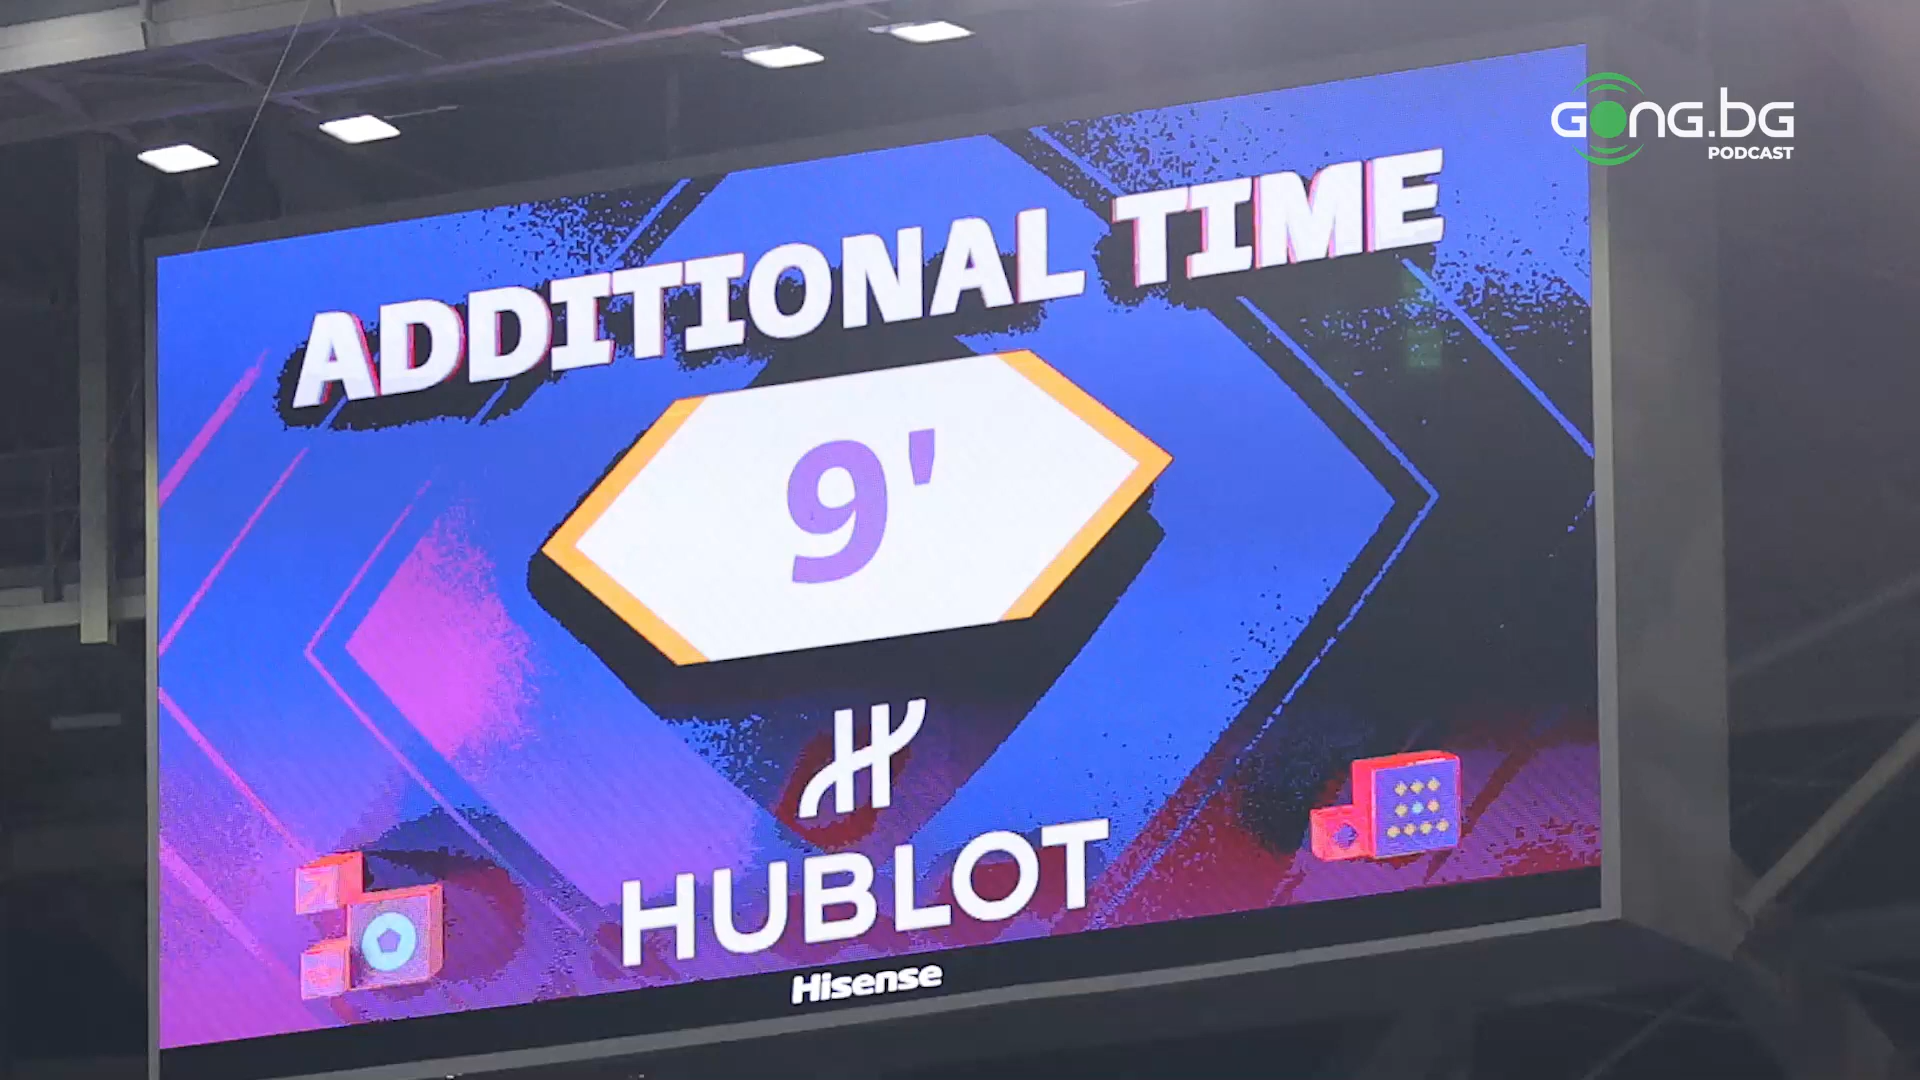 GONG.bg
PODCAST
ADDITIONAL TIME
9'
HUBLOT
Hisense